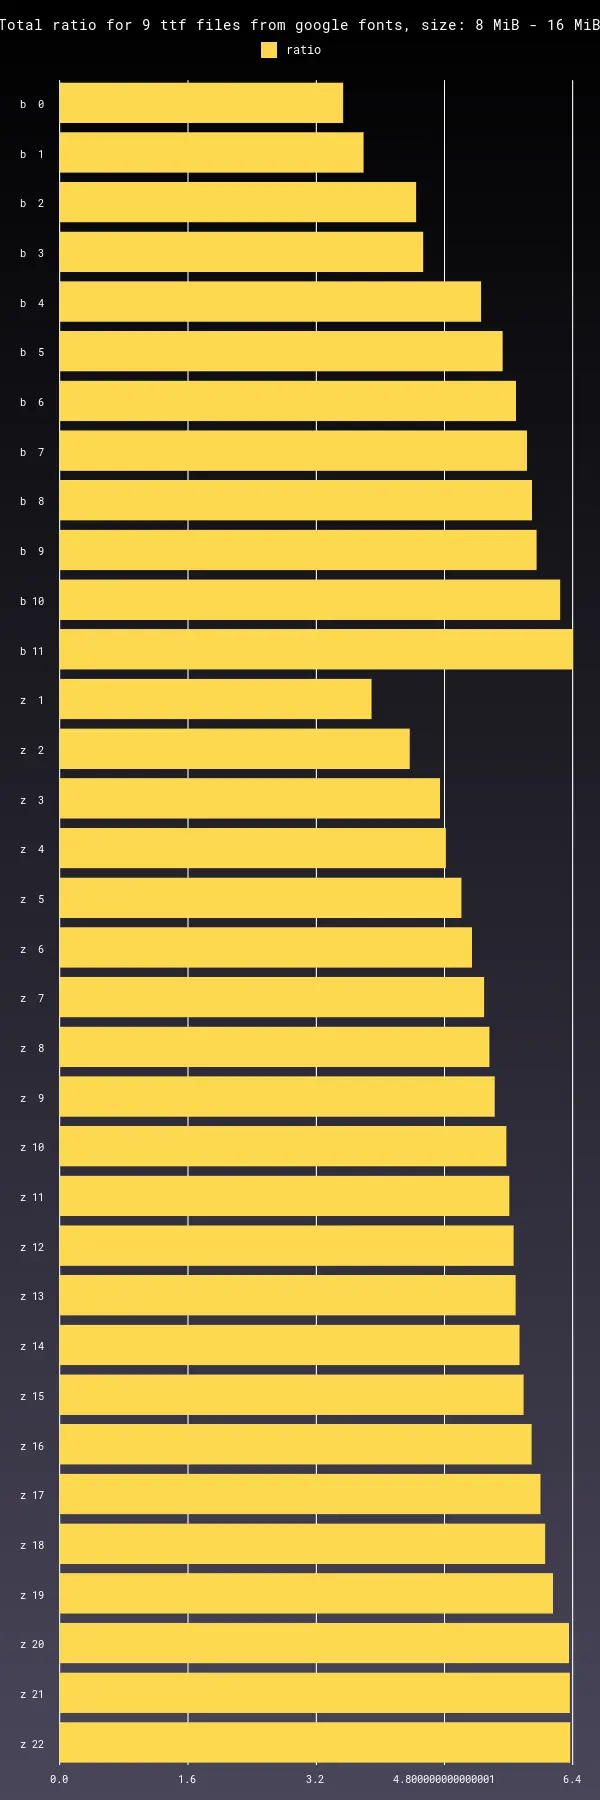 Total ratio for 9 ttf files from google fonts, size: 8 MiB - 16 MiB
ratio
b 0
b 1
b 2
b 3
b 4
b 5
b 6
b 7
b 8
b 9
b 10
b 11
z 1
z 2
z 3
z 4
z 5
z 6
z 7
z 8
z 9
z 10
z 11
z 12
z 13
z 14
z 15
z 16
z 17
z 18
z 19
z 20
z 21
z 22
0.0 1.6 3.2 4.800000000000001 6.4